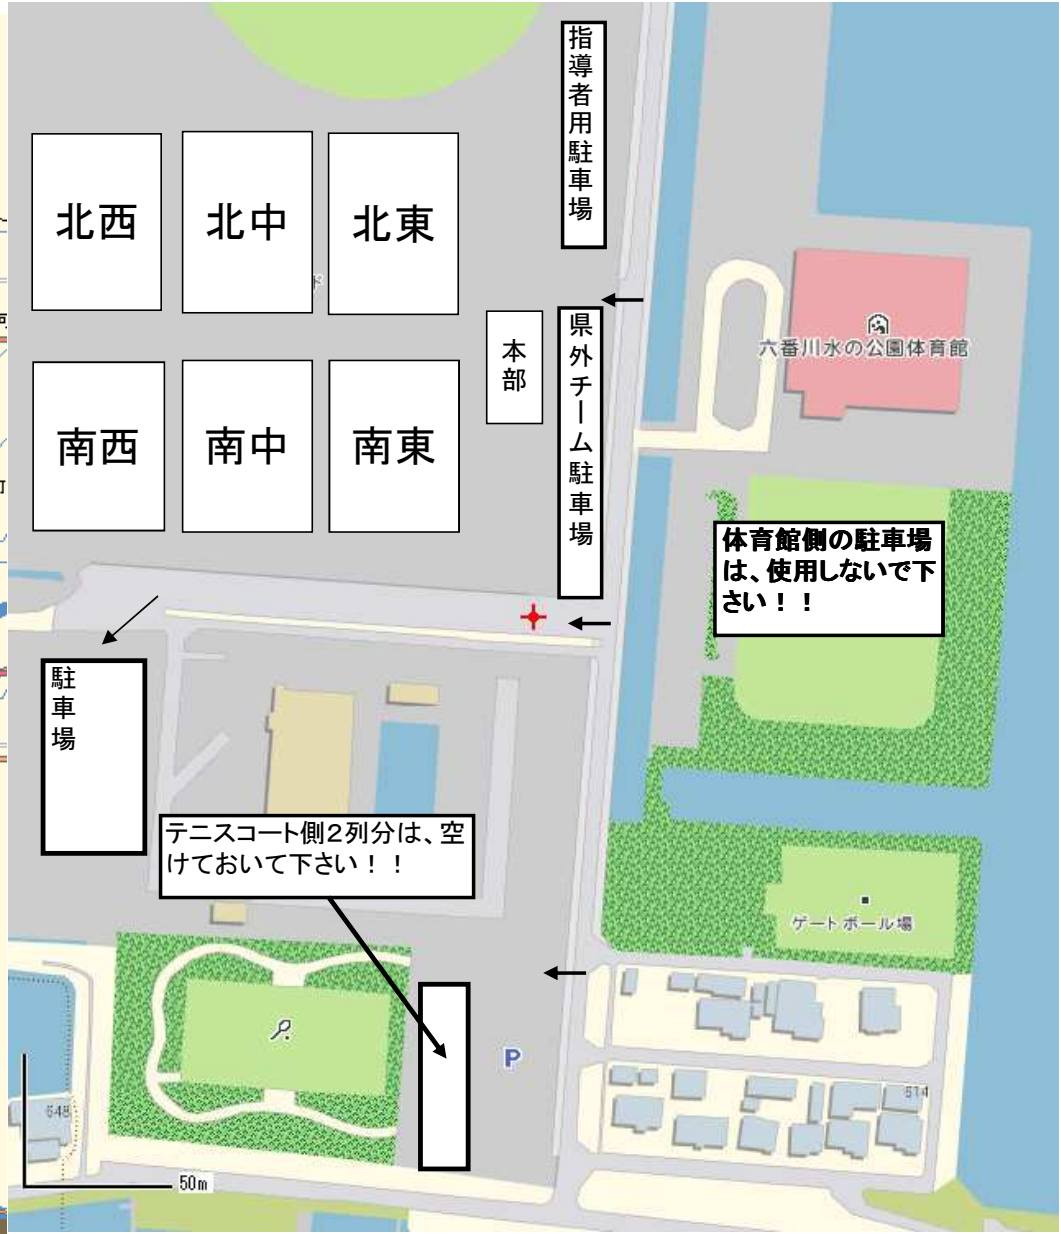 指導者用駐車場
北西
北中
北東
ド
六番川水の公園体育館
本部
県外チーム駐車場
南西
南中
南東
体育館側の駐車場
は、使用しないで下
さい！！
駐車場
テニスコート側２列分は、空
けておいて下さい！！
ゲートボール場
P
648
514
50m